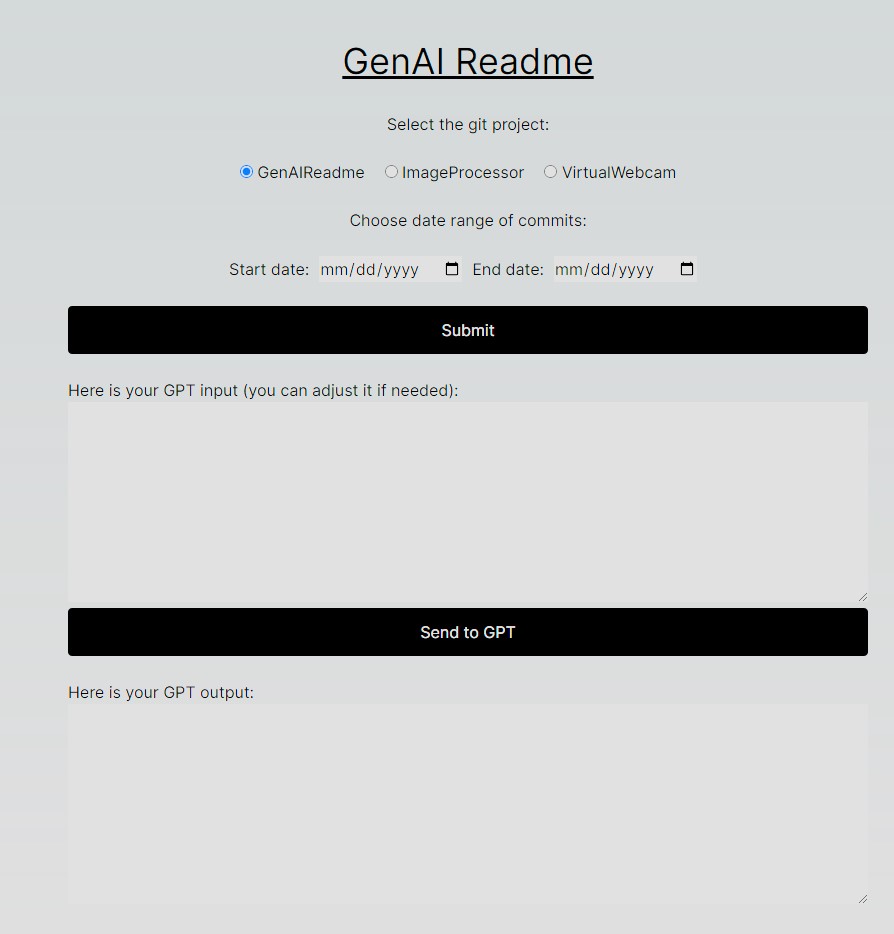 GenAI Readme
Select the git project:
GenAIReadme ImageProcessor VirtualWebcam
Choose date range of commits:
Start date: mm/dd/yyyy End date: mm/dd/yyyy
Submit
Here is your GPT input (you can adjust it if needed):
Send to GPT
Here is your GPT output: